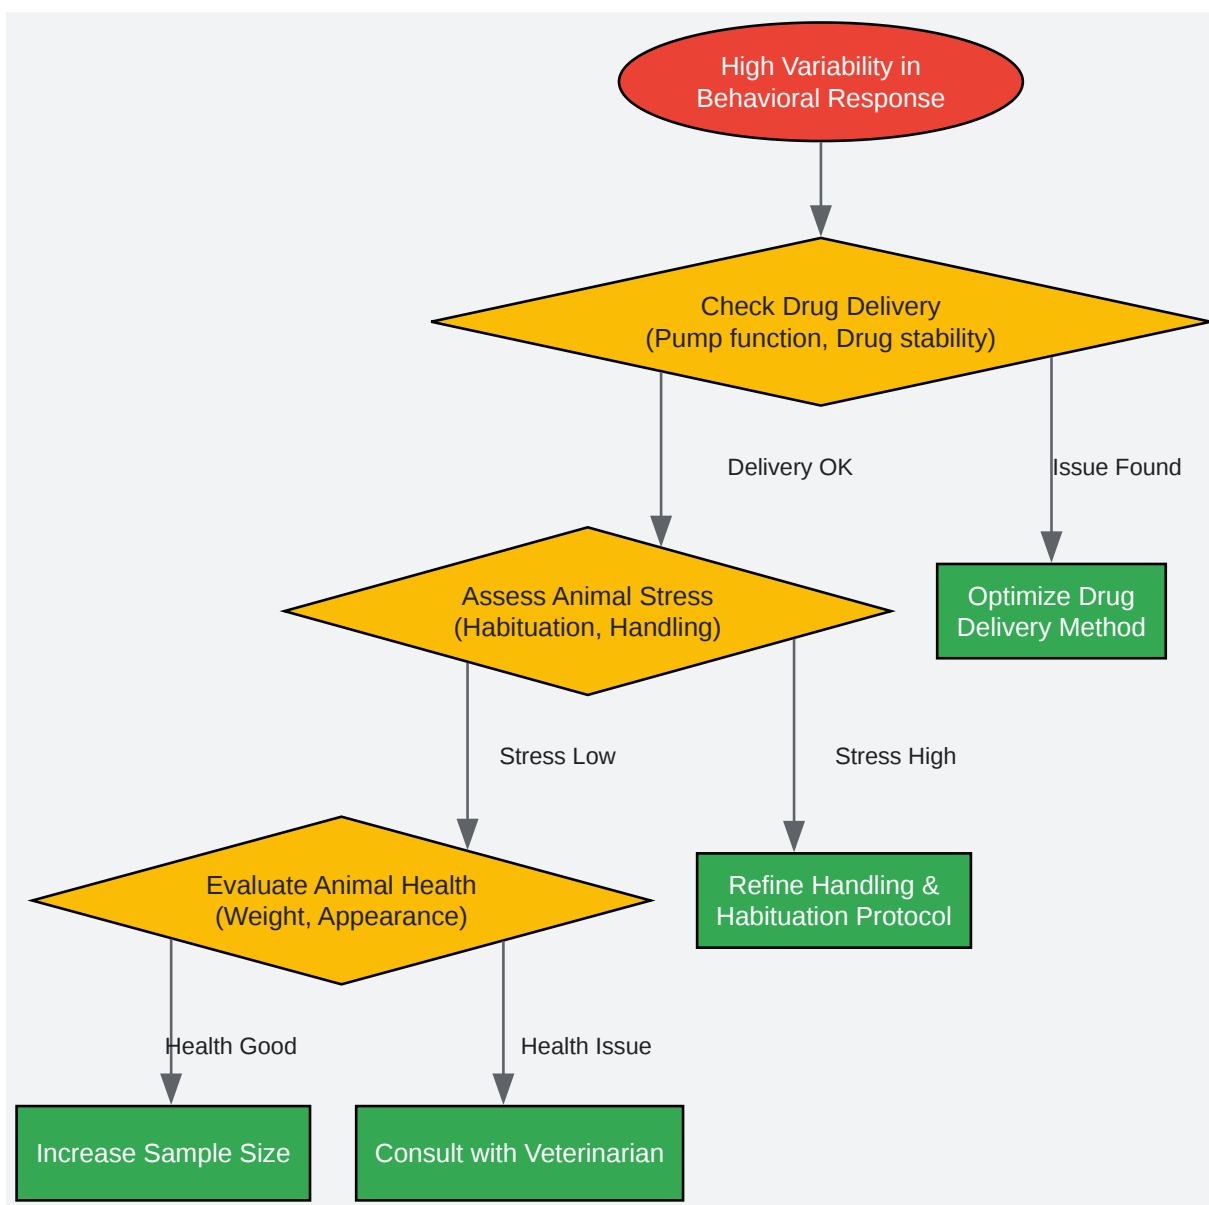 High Variability in
Behavioral Response
Check Drug Delivery
(Pump function, Drug stability)
Delivery OK
Issue Found
Assess Animal Stress
(Habituation, Handling)
Optimize Drug
Delivery Method
Stress Low
Stress High
Evaluate Animal Health
(Weight, Appearance)
Refine Handling &
Habituation Protocol
Health Good
Health Issue
Increase Sample Size
Consult with Veterinarian